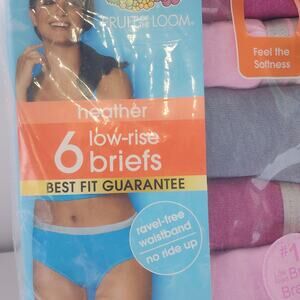 FRUIT OF THE LOOM®
Feel the
Softness
heather
6 low-rise
briefs
BEST FIT GUARANTEE
ravel-free
waistband
no ride up
#1